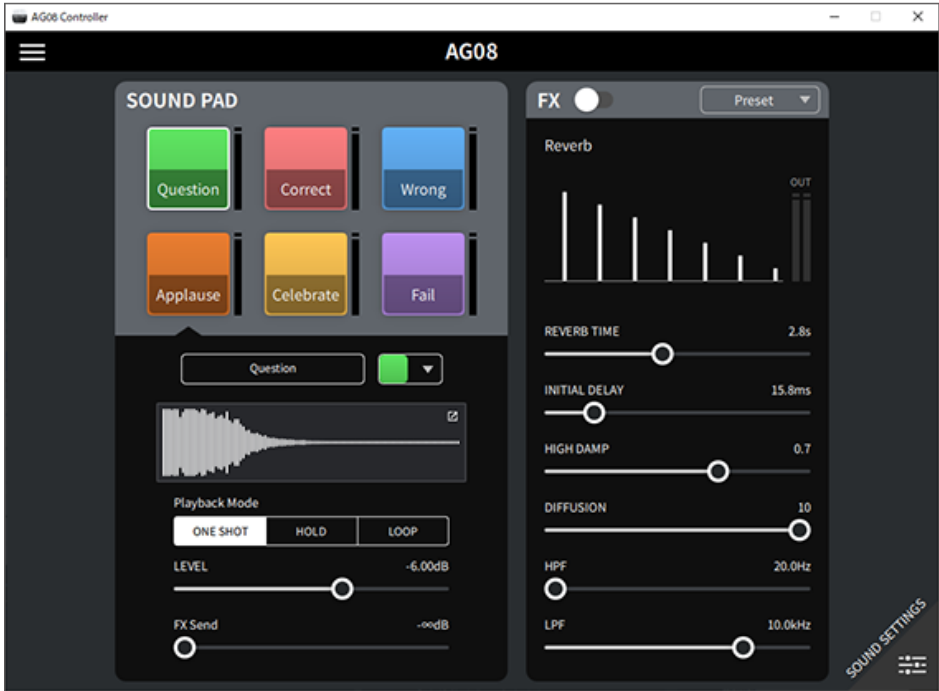 AG08 Controller
AG08
SOUND PAD
Question
Correct
Wrong
Applause
Celebrate
Fail
Question
Playback Mode
ONE SHOT
HOLD
LOOP
LEVEL
-6.00dB
FX Send
-∞dB
FX
Preset
Reverb
OUT
REVERB TIME
2.8s
INITIAL DELAY
15.8ms
HIGH DAMP
0.7
DIFFUSION
10
HPF
20.0Hz
LPF
10.0kHz
SOUND SETTINGS